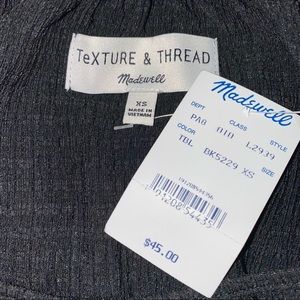 TeXTURE & THREAD
Madewell
XS
MADE IN
VIETNAM
Madewell
DEPT CLASS STYLE
PA8 010 L2939
TBL BK5229 XS
COLOR SIZE
$45.00